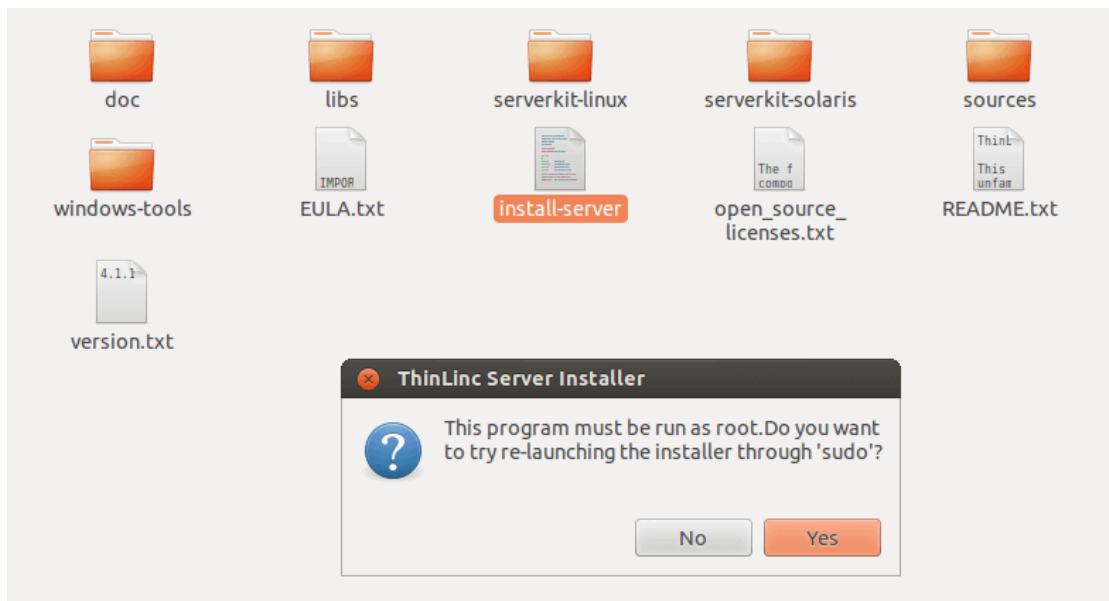 doc
libs
serverkit-linux
serverkit-solaris
sources
IMPOR
The f
compo
ThinL
This
unfam
windows-tools
EULA.txt
install-server
open_source_
licenses.txt
README.txt
4.1.1
version.txt
ThinLinc Server Installer
This program must be run as root.Do you want
to try re-launching the installer through 'sudo'?
No
Yes